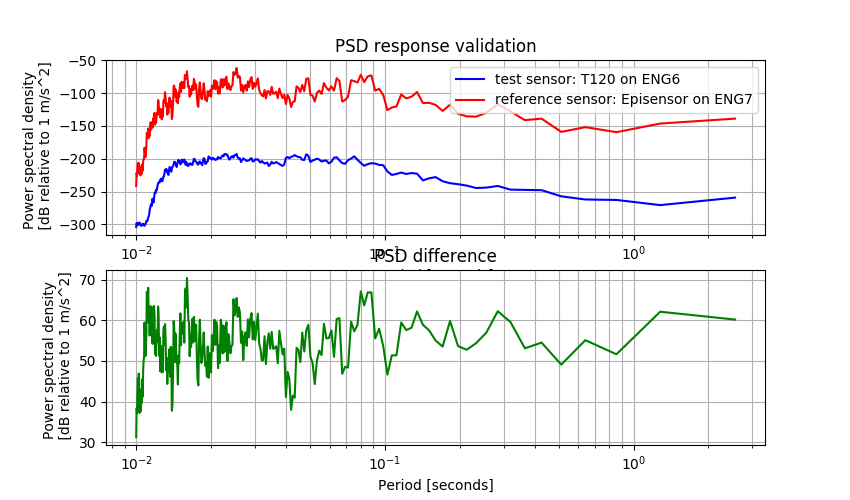 PSD response validation
Power spectral density
[dB relative to 1 m/s^2]
−50
−100
−150
−200
−250
−300
test sensor: T120 on ENG6
reference sensor: Episensor on ENG7
10^−2
10^−1
10^0
PSD difference
Power spectral density
[dB relative to 1 m/s^2]
70
60
50
40
30
10^−2
10^−1
10^0
Period [seconds]